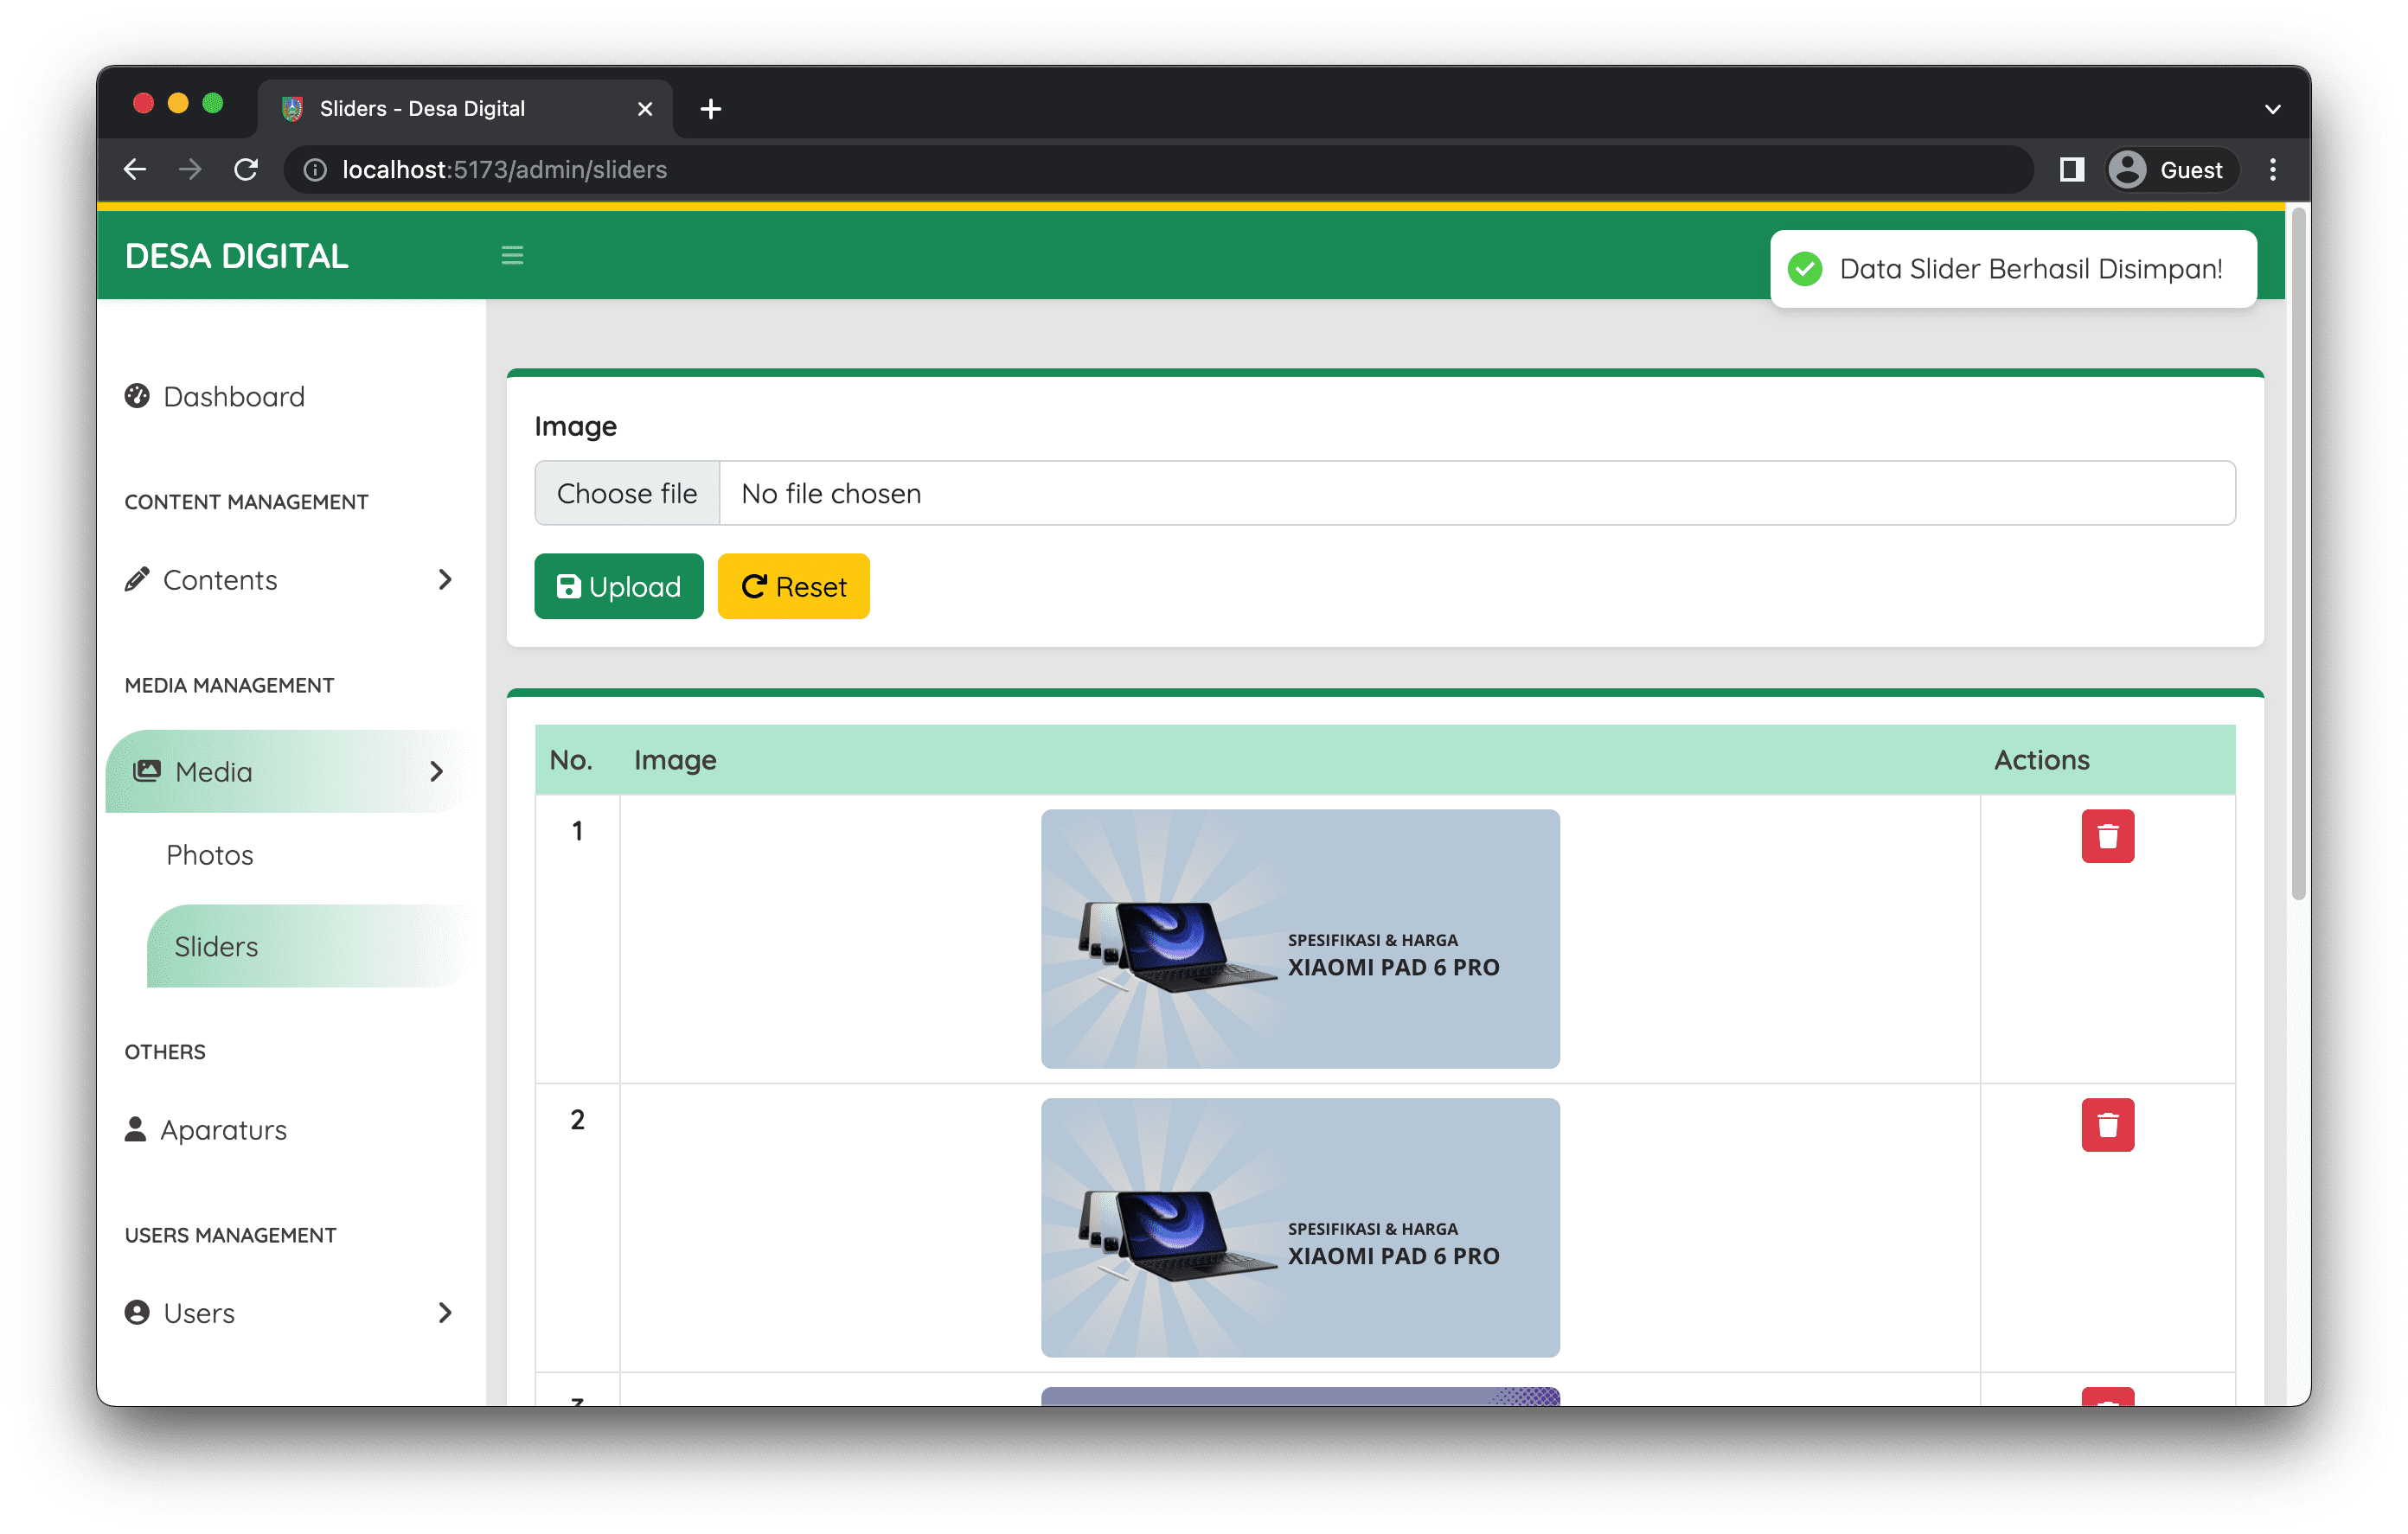 Sliders - Desa Digital
localhost:5173/admin/sliders
Guest
DESA DIGITAL
Data Slider Berhasil Disimpan!
Dashboard
CONTENT MANAGEMENT
Contents
MEDIA MANAGEMENT
Media
Photos
Sliders
OTHERS
Aparaturs
USERS MANAGEMENT
Users
Image
Choose file No file chosen
Upload Reset
No. Image Actions
1
SPESIFIKASI & HARGA
XIAOMI PAD 6 PRO
2
SPESIFIKASI & HARGA
XIAOMI PAD 6 PRO